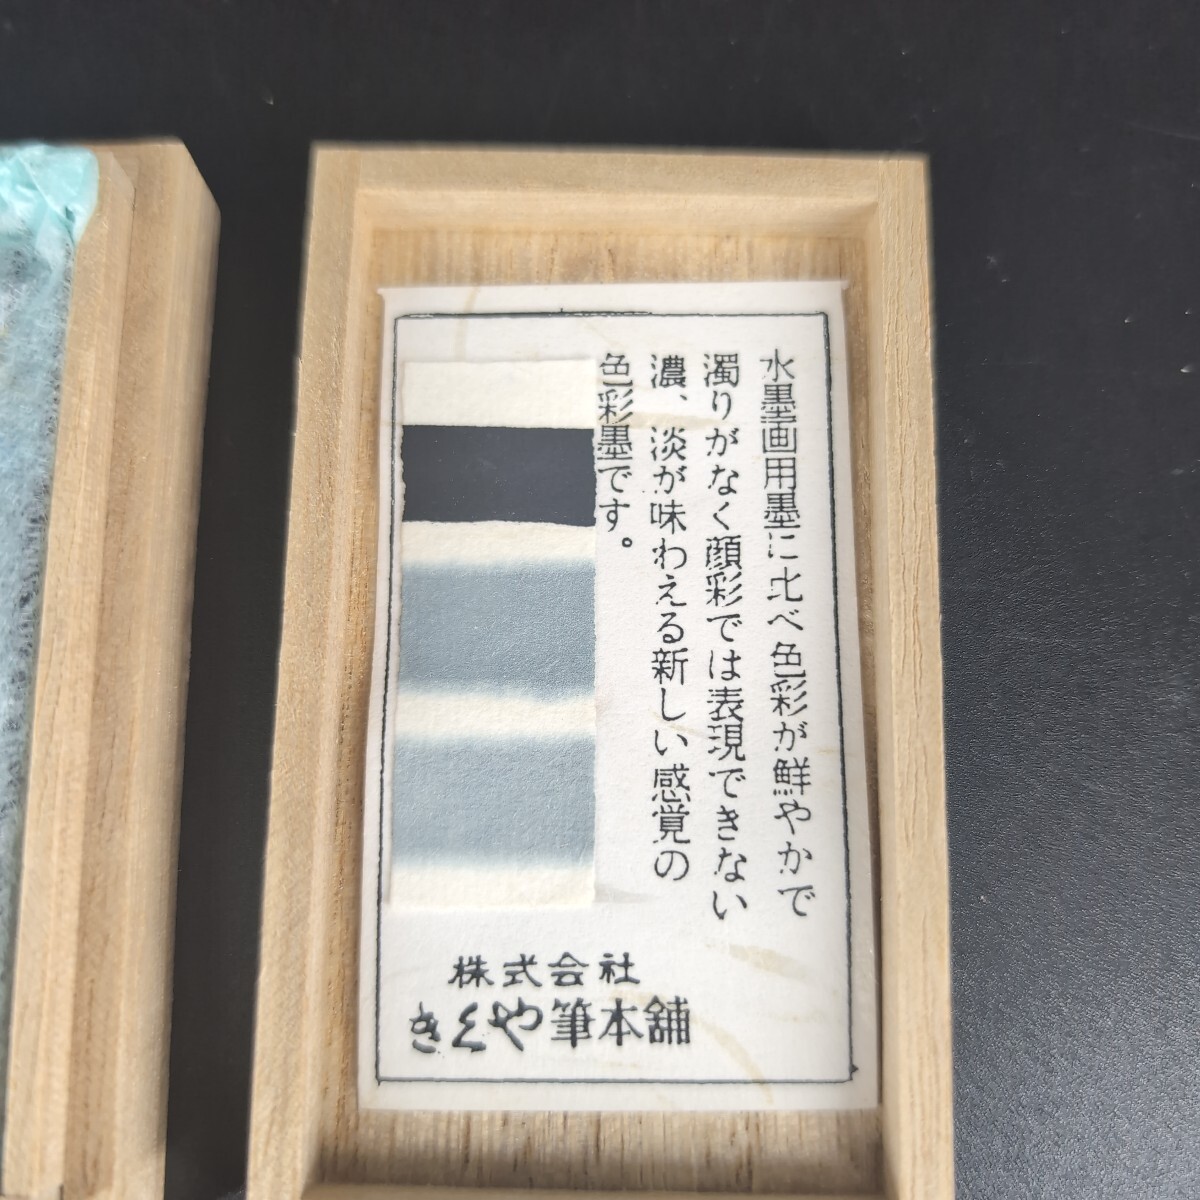 水墨画用墨に比べ色彩が鮮やかで
濁りがなく顔彩では表現できない
濃、淡が味わえる新しい感覚の
色彩墨です。
株式会社
きくや筆本舗